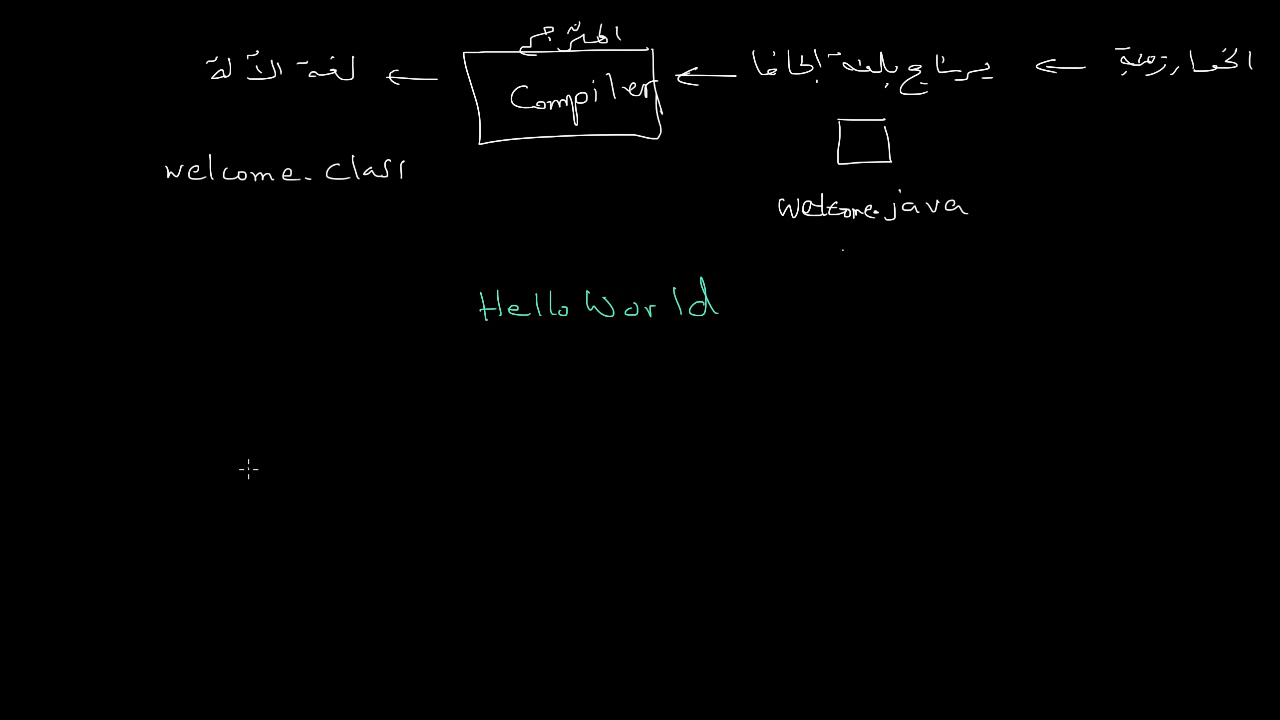 المترجم
الخوارزمية ← برنامج بلغة الجافا ← Compiler ← لغة الآلة
welcome.class
welcome.java
Hello World